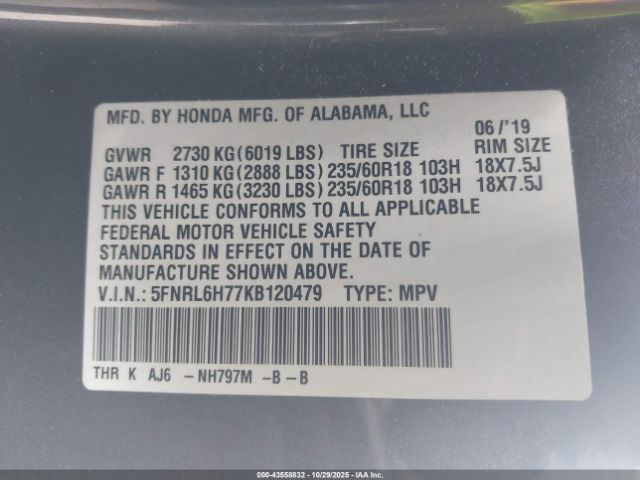 MFD. BY HONDA MFG. OF ALABAMA, LLC
06/'19
GVWR 2730 KG(6019 LBS) TIRE SIZE RIM SIZE
GAWR F 1310 KG(2888 LBS)235/60R18 103H 18X7.5J
GAWR R 1465 KG(3230 LBS)235/60R18 103H 18X7.5J
THIS VEHICLE CONFORMS TO ALL APPLICABLE
FEDERAL MOTOR VEHICLE SAFETY
STANDARDS IN EFFECT ON THE DATE OF
MANUFACTURE SHOWN ABOVE.
V.I.N.: 5FNRL6H77KB120479 TYPE: MPV
THR K AJ6 -NH797M -B-B
000-43558832 - 10/29/2025 - IAAI.COM